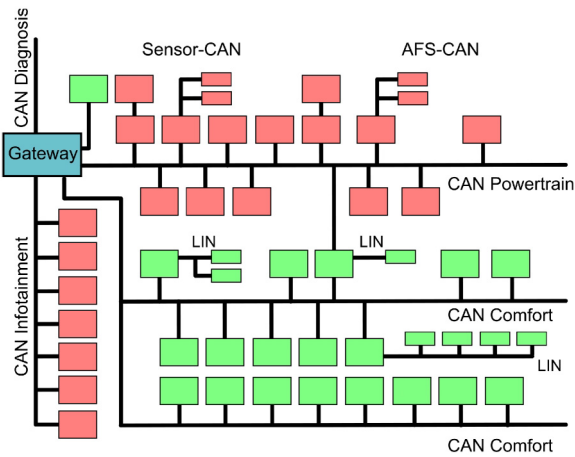 CAN Diagnosis
Sensor-CAN
AFS-CAN
Gateway
CAN Powertrain
CAN Infotainment
LIN
LIN
CAN Comfort
LIN
CAN Comfort